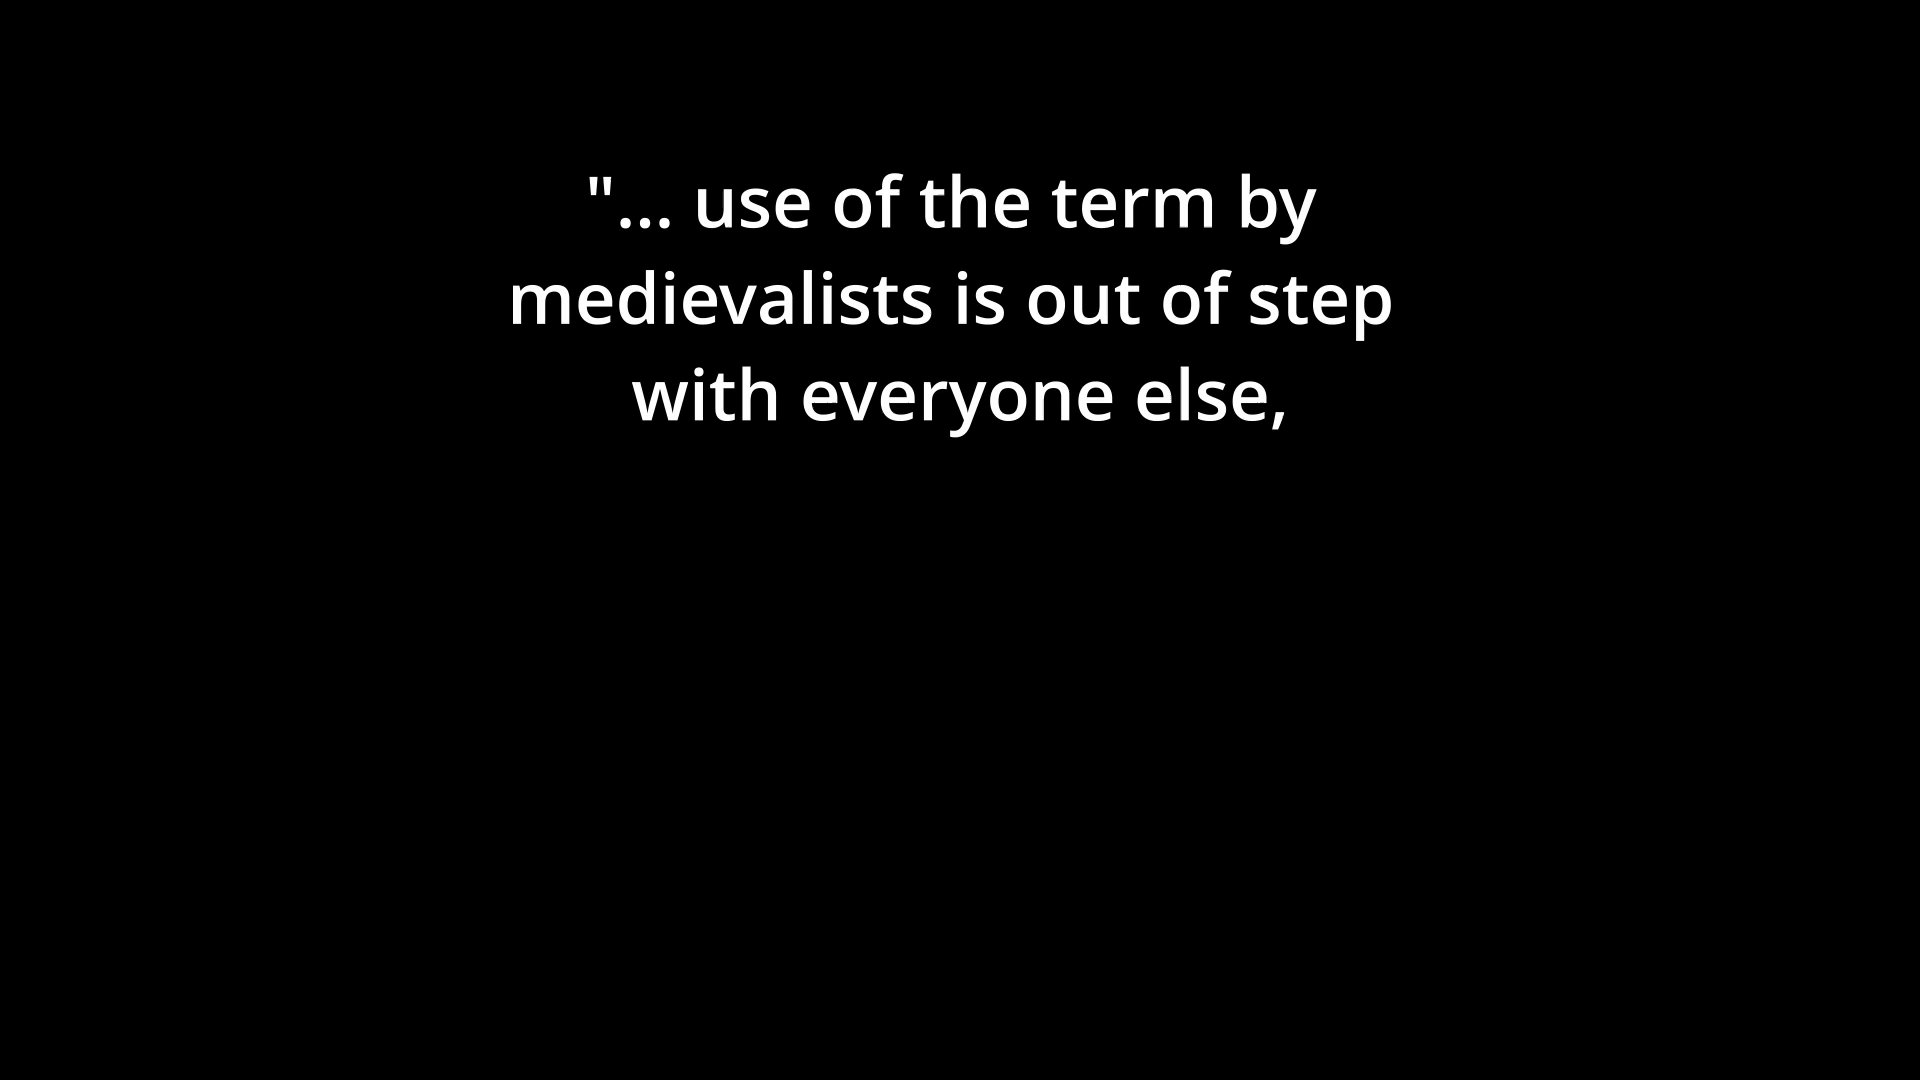 "... use of the term by
medievalists is out of step
with everyone else,